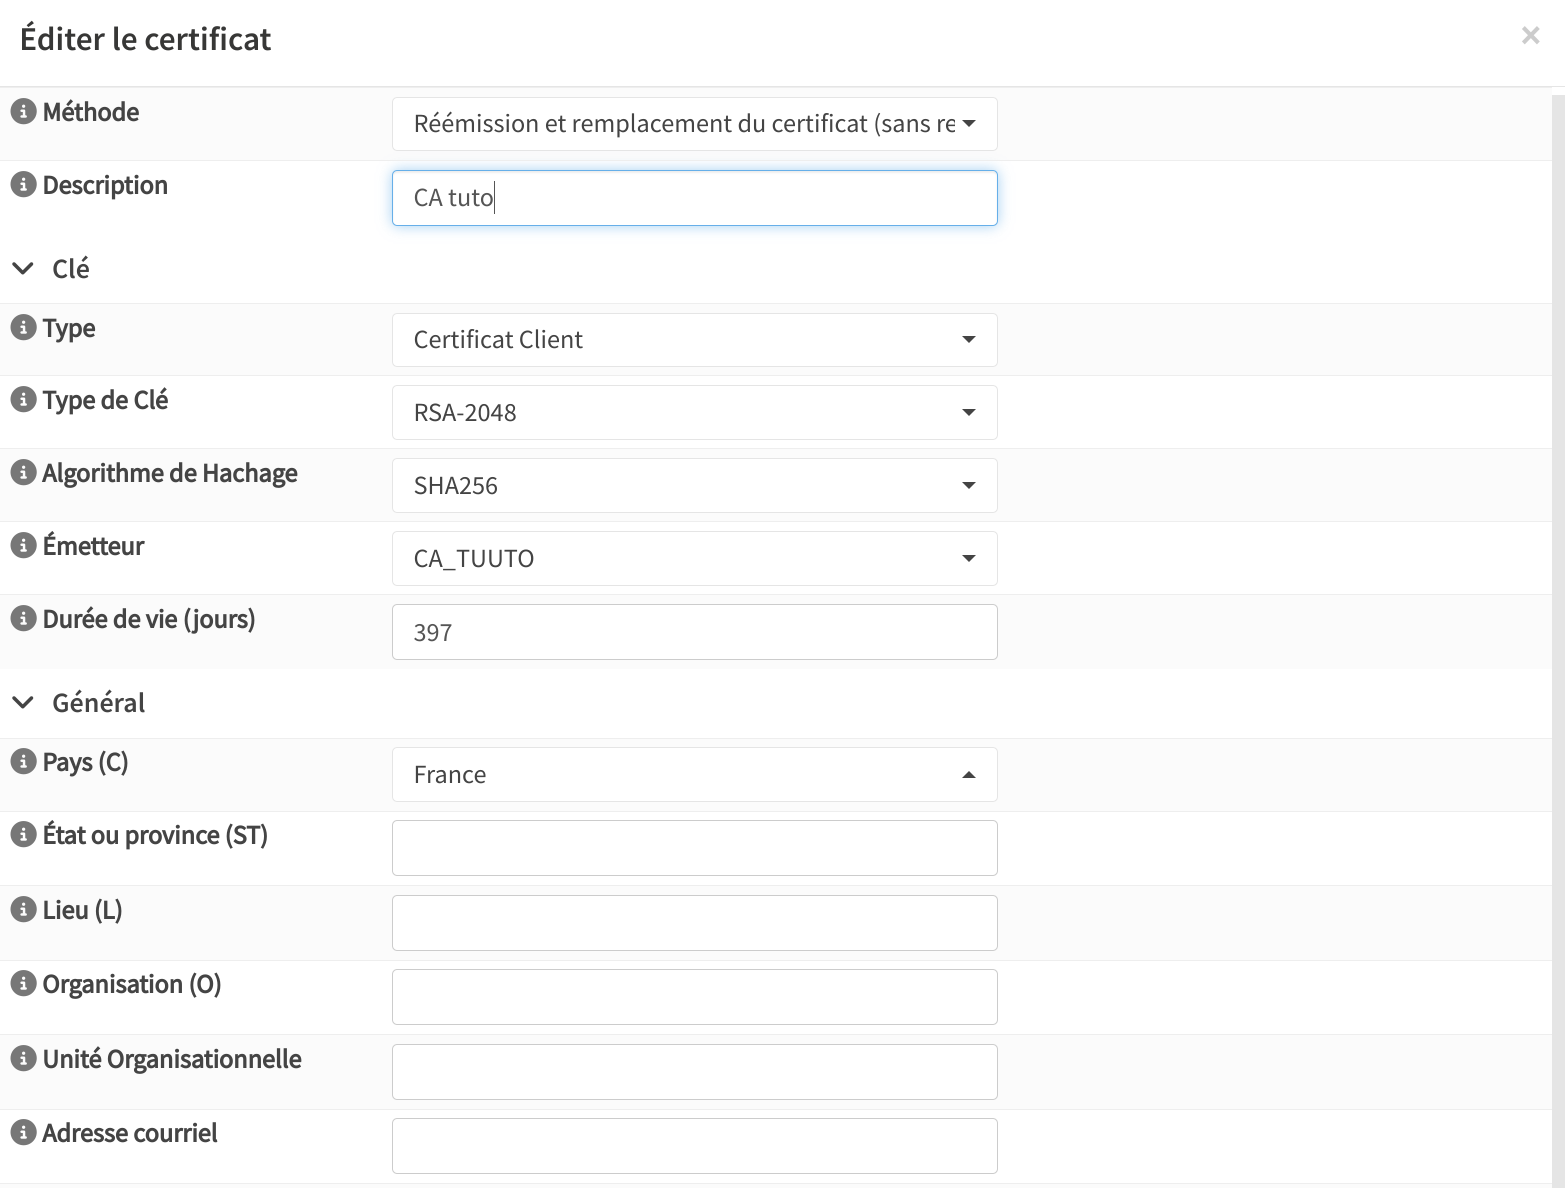 Éditer le certificat
×
Méthode
Réémission et remplacement du certificat (sans re
Description
CA tuto
Clé
Type
Certificat Client
Type de Clé
RSA-2048
Algorithme de Hachage
SHA256
Émetteur
CA_TUUTO
Durée de vie (jours)
397
Général
Pays (C)
France
État ou province (ST)
Lieu (L)
Organisation (O)
Unité Organisationnelle
Adresse courriel